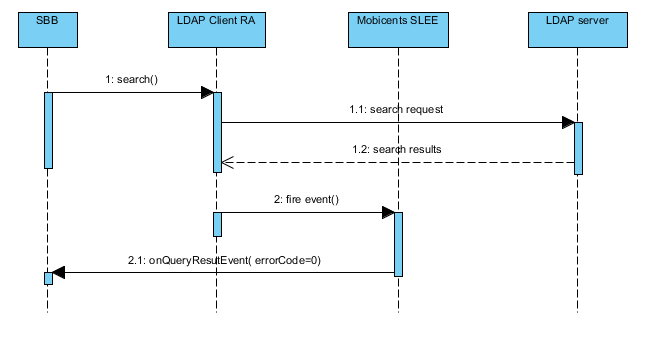 SBB
LDAP Client RA
Mobicents SLEE
LDAP server
1: search()
1.1: search request
1.2: search results
2: fire event()
2.1: onQueryResutEvent( errorCode=0)